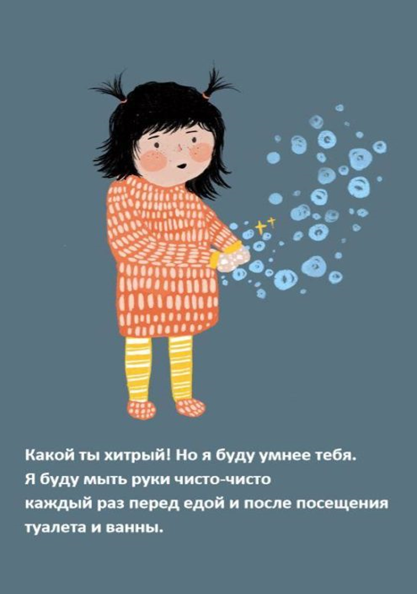 Какой ты хитрый! Но я буду умнее тебя.
Я буду мыть руки чисто-чисто
каждый раз перед едой и после посещения
туалета и ванны.